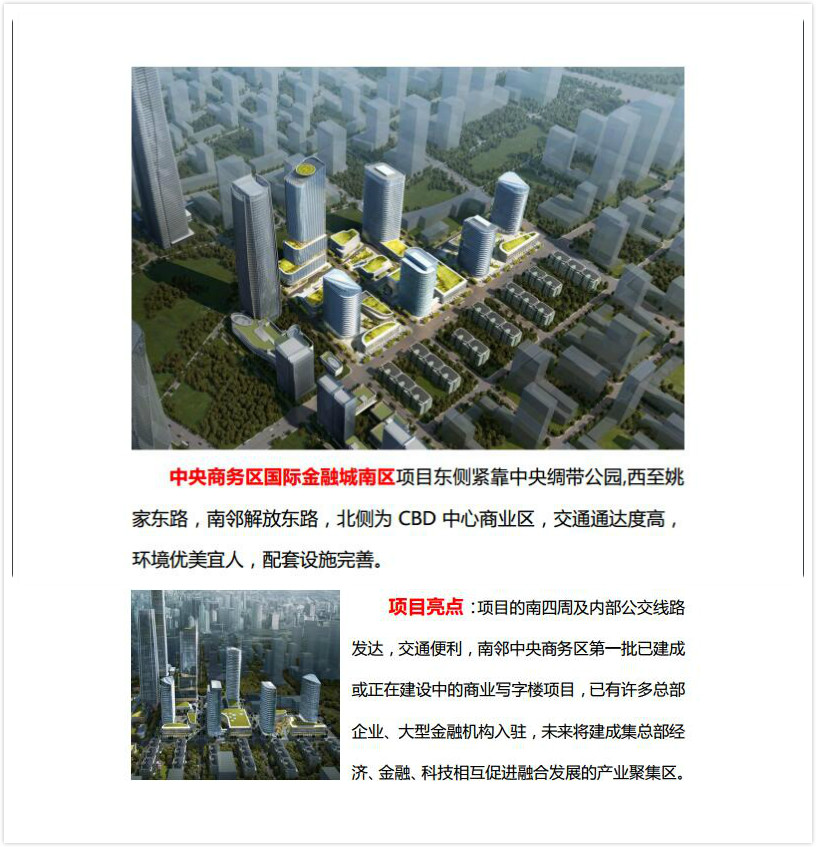 中央商务区国际金融城南区项目东侧紧靠中央绸带公园,西至姚
家东路，南邻解放东路，北侧为 CBD 中心商业区，交通通达度高，
环境优美宜人，配套设施完善。
项目亮点：项目的南四周及内部公交线路
发达，交通便利，南邻中央商务区第一批已建成
或正在建设中的商业写字楼项目，已有许多总部
企业、大型金融机构入驻，未来将建成集总部经
济、金融、科技相互促进融合发展的产业聚集区。